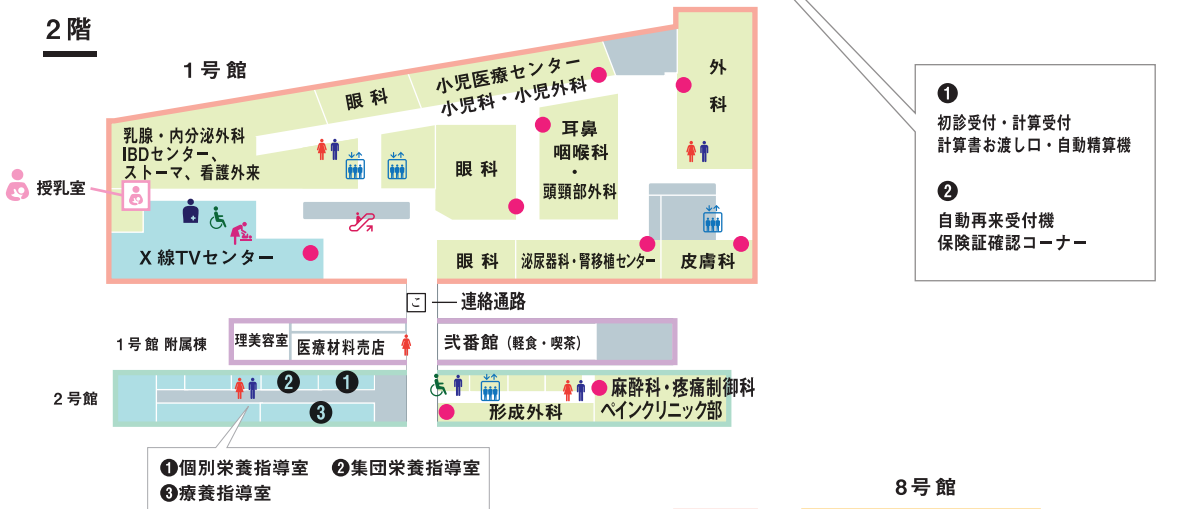 2階
1号館
眼科
小児医療センター
小児科・小児外科
外科
乳腺・内分泌外科
IBDセンター、
ストーマ、看護外来
眼科
耳鼻
咽喉科
・
頭頸部外科
授乳室
X線TVセンター
眼科
泌尿器科・腎移植センター
皮膚科
こ
連絡通路
1号館 附属棟
理美容室
医療材料売店
弐番館（軽食・喫茶）
2号館
❷
❶
❸
形成外科
麻酔科・疼痛制御科
ペインクリニック部
❶個別栄養指導室
❷集団栄養指導室
❸療養指導室
❶
初診受付・計算受付
計算書お渡し口・自動精算機
❷
自動再来受付機
保険証確認コーナー
8号館